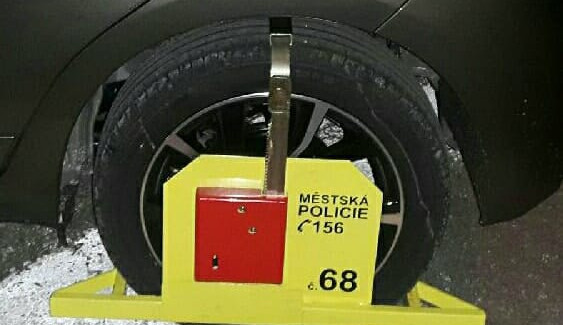 MĚSTSKÁ
POLICIE
✆156
č.68